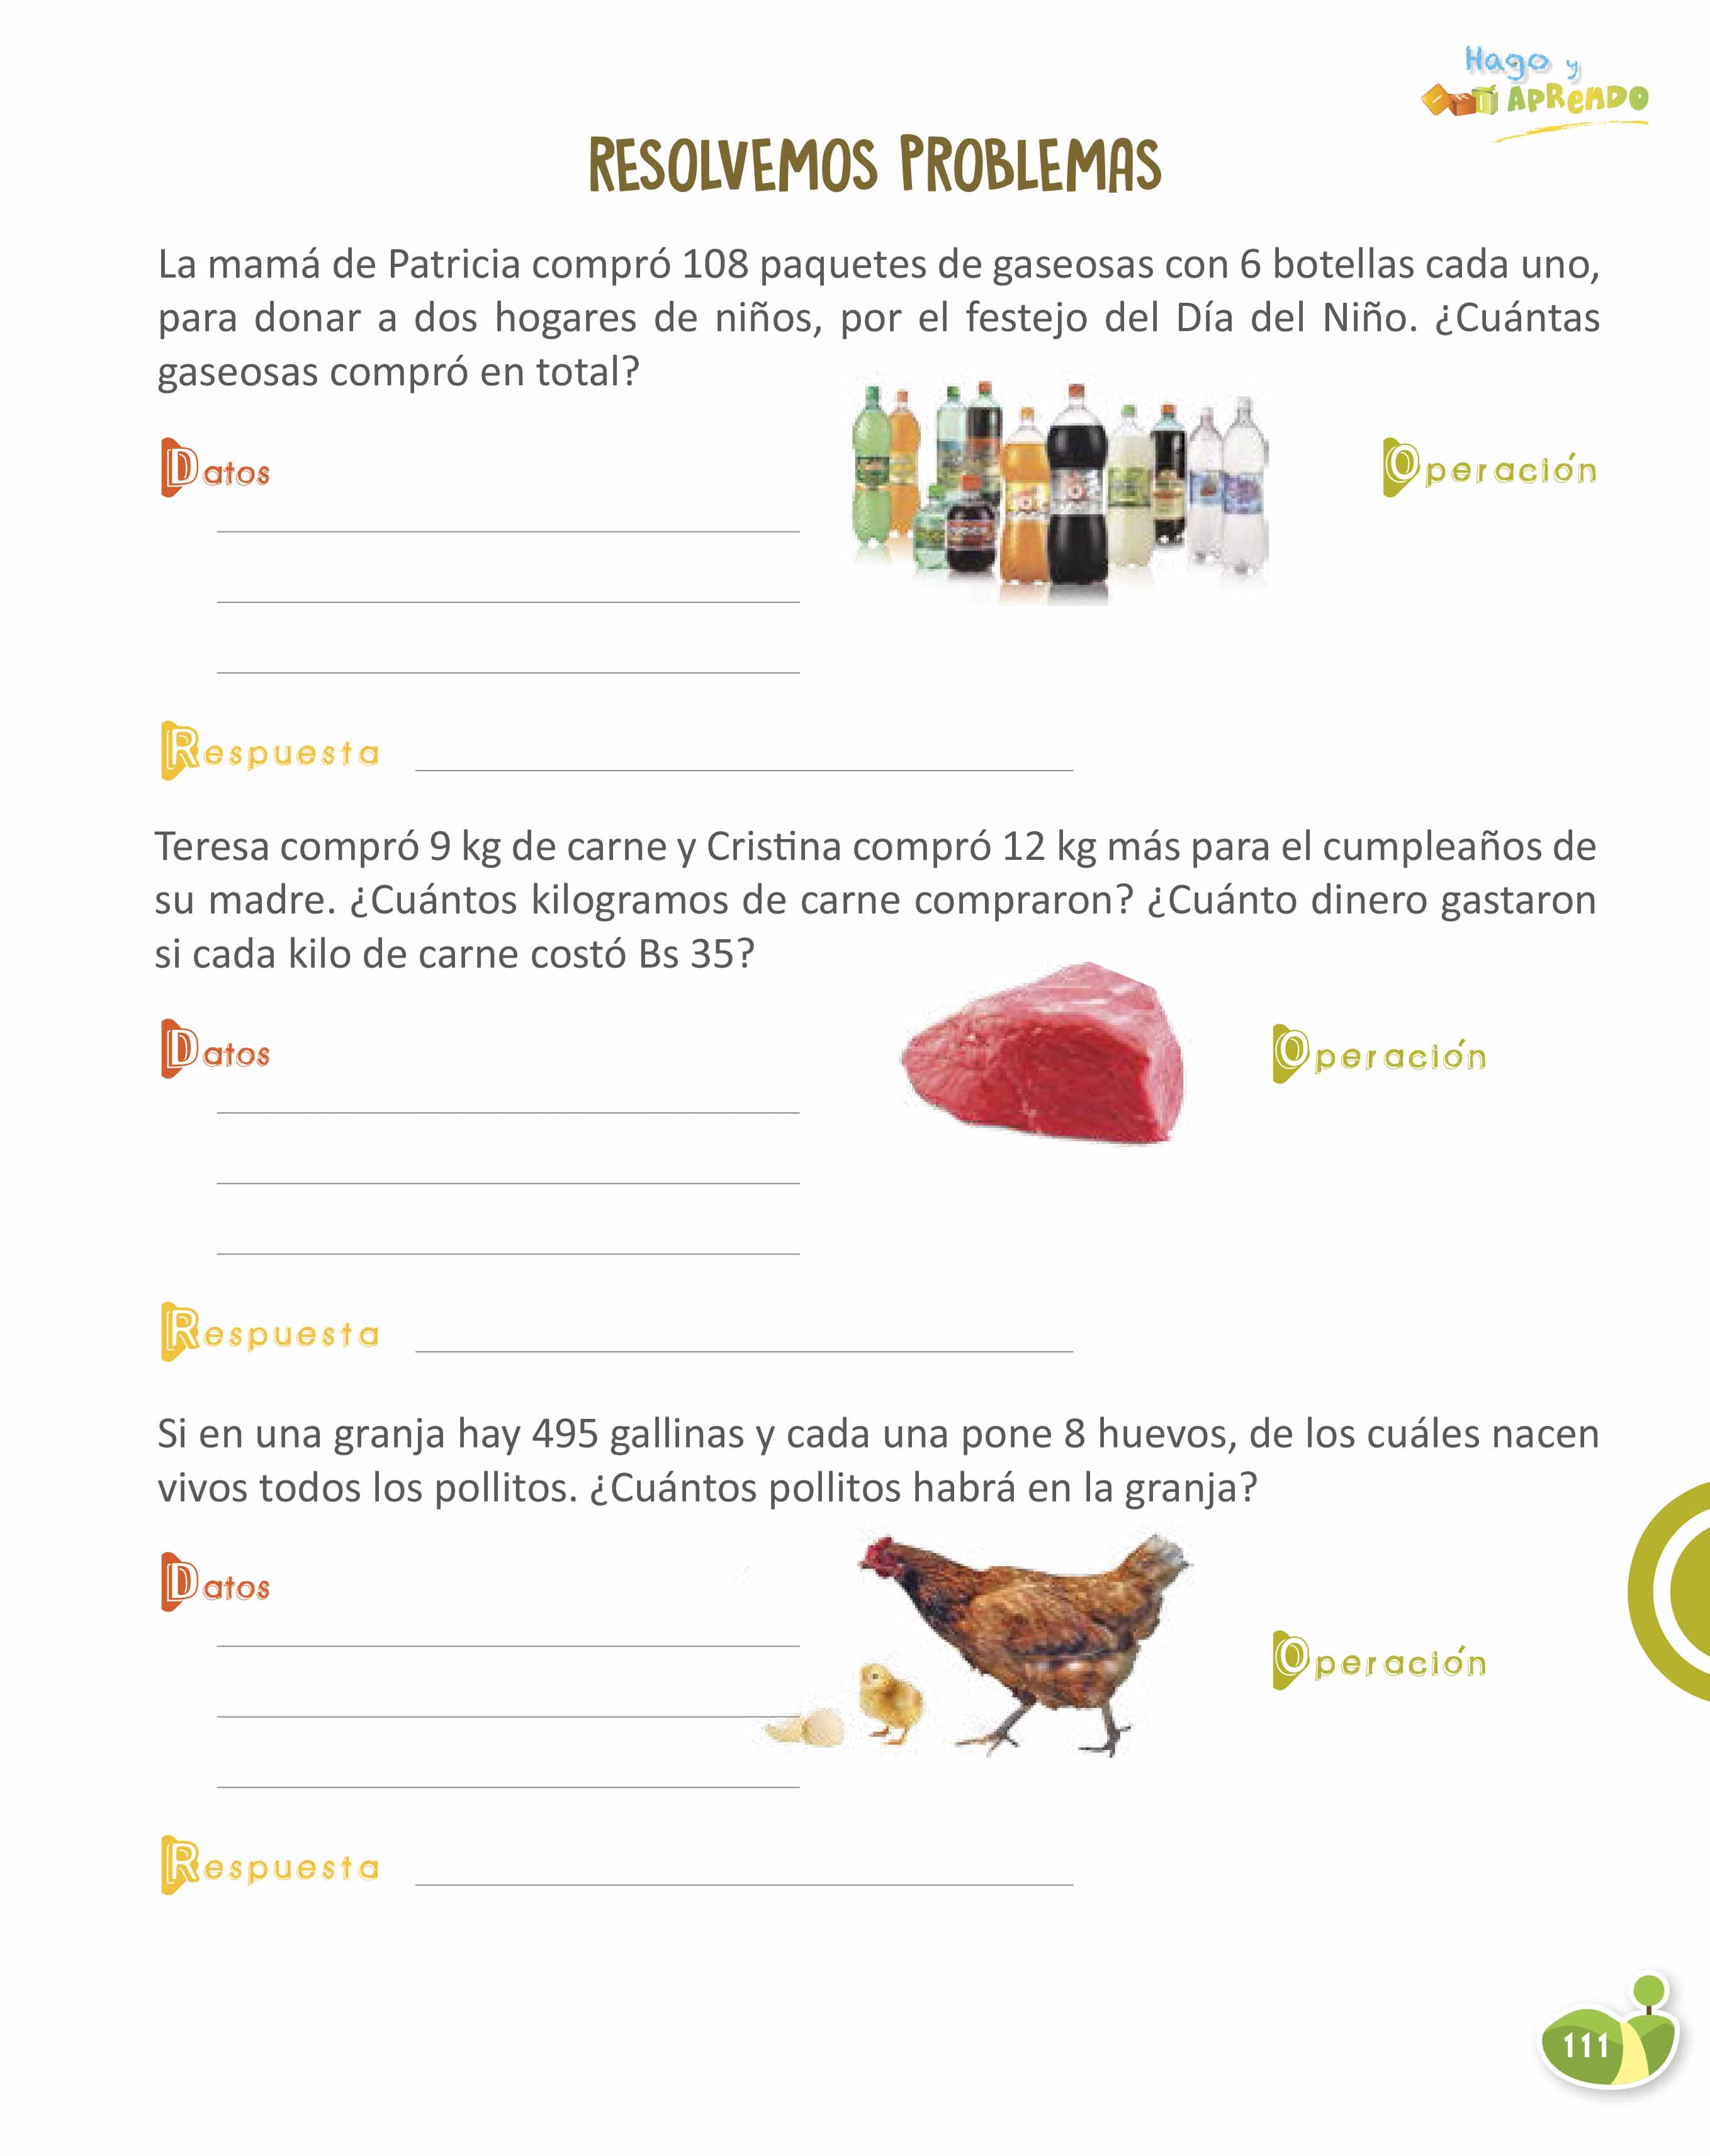 Hago y
APRENDO
RESOLVEMOS PROBLEMAS
La mamá de Patricia compró 108 paquetes de gaseosas con 6 botellas cada uno,
para donar a dos hogares de niños, por el festejo del Día del Niño. ¿Cuántas
gaseosas compró en total?
Datos
Operación
Respuesta
Teresa compró 9 kg de carne y Cristina compró 12 kg más para el cumpleaños de
su madre. ¿Cuántos kilogramos de carne compraron? ¿Cuánto dinero gastaron
si cada kilo de carne costó Bs 35?
Datos
Operación
Respuesta
Si en una granja hay 495 gallinas y cada una pone 8 huevos, de los cuáles nacen
vivos todos los pollitos. ¿Cuántos pollitos habrá en la granja?
Datos
Operación
Respuesta
111